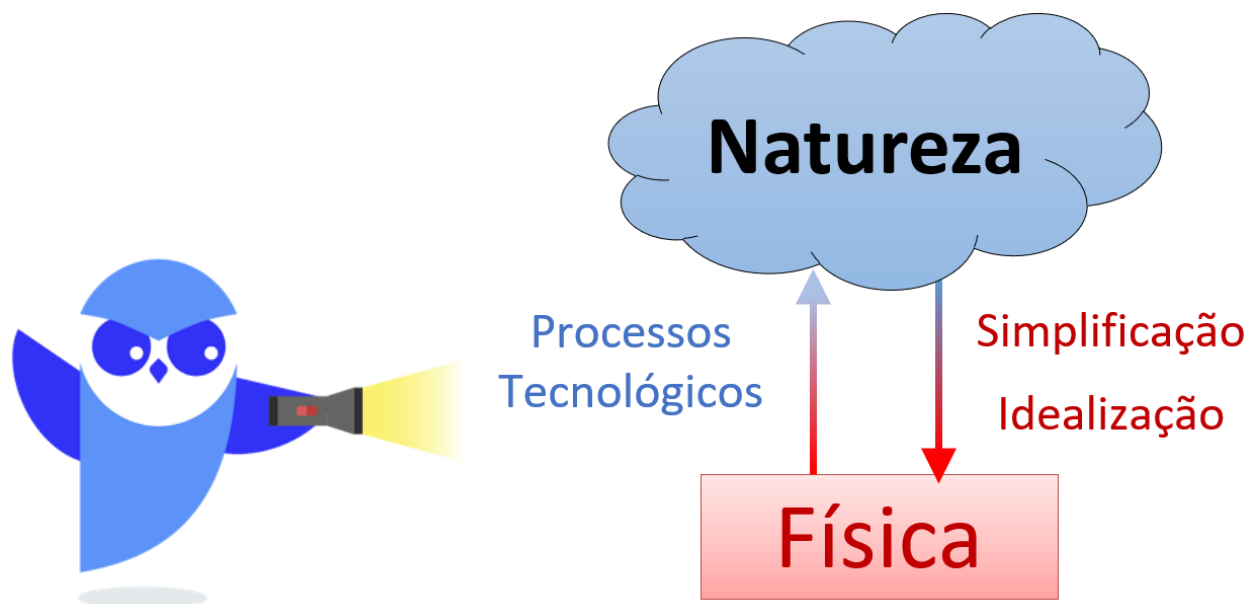 Natureza
Processos
Tecnológicos
Simplificação
Idealização
Física